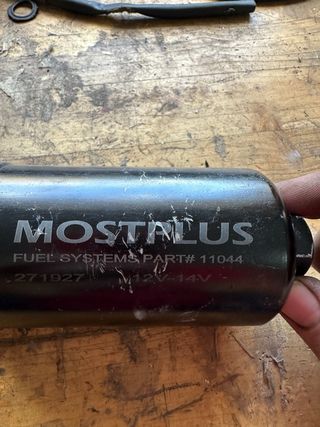 MOSTPLUS
FUEL SYSTEMS PART# 11044
271927 12V-14V